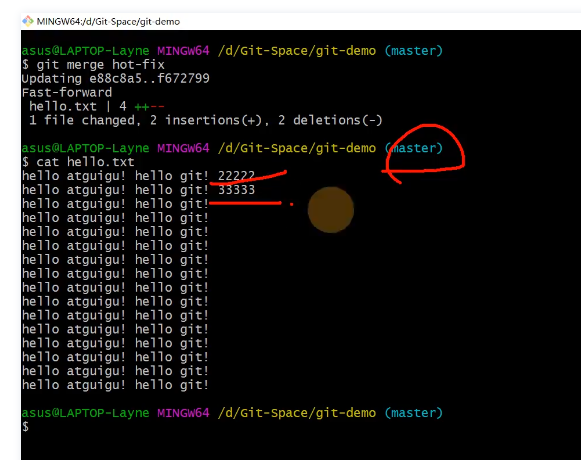 MINGW64:/d/Git-Space/git-demo
asus@LAPTOP-Layne MINGW64 /d/Git-Space/git-demo (master)
$ git merge hot-fix
Updating e88c8a5..f672799
Fast-forward
 hello.txt | 4 ++--
 1 file changed, 2 insertions(+), 2 deletions(-)
asus@LAPTOP-Layne MINGW64 /d/Git-Space/git-demo (master)
$ cat hello.txt
hello atguigu! hello git! 22222
hello atguigu! hello git! 33333
hello atguigu! hello git!
hello atguigu! hello git!
hello atguigu! hello git!
hello atguigu! hello git!
hello atguigu! hello git!
hello atguigu! hello git!
hello atguigu! hello git!
hello atguigu! hello git!
hello atguigu! hello git!
hello atguigu! hello git!
hello atguigu! hello git!
hello atguigu! hello git!
hello atguigu! hello git!
hello atguigu! hello git!
asus@LAPTOP-Layne MINGW64 /d/Git-Space/git-demo (master)
$